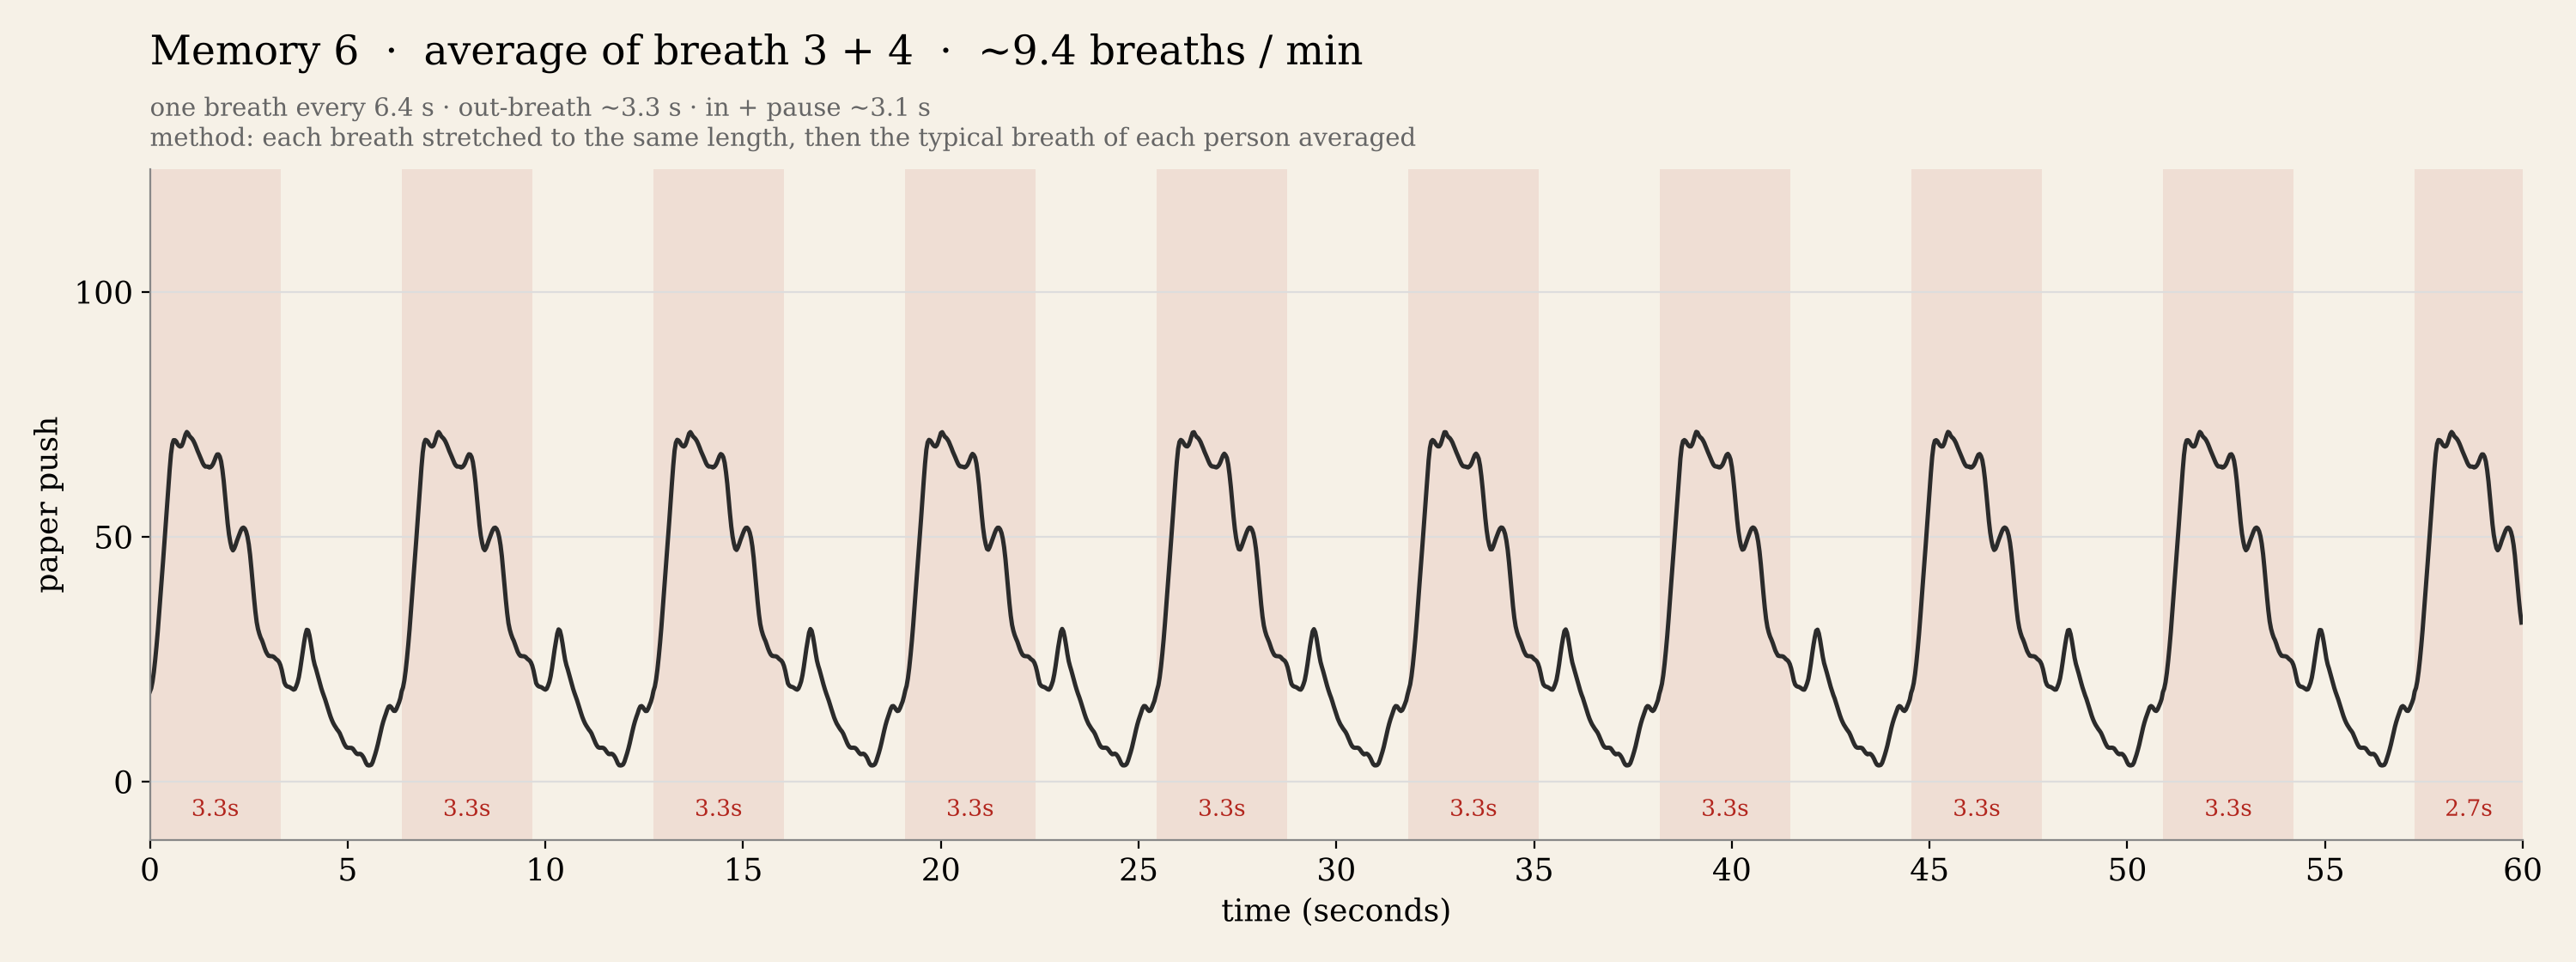 Memory 6 · average of breath 3 + 4 · ~9.4 breaths / min
one breath every 6.4 s · out-breath ~3.3 s · in + pause ~3.1 s
method: each breath stretched to the same length, then the typical breath of each person averaged
100
50
0
paper push
3.3s 3.3s 3.3s 3.3s 3.3s 3.3s 3.3s 3.3s 3.3s 2.7s
0 5 10 15 20 25 30 35 40 45 50 55 60
time (seconds)